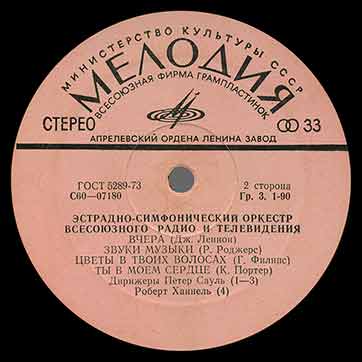 МИНИСТЕРСТВО КУЛЬТУРЫ СССР
МЕЛОДИЯ
ВСЕСОЮЗНАЯ ФИРМА ГРАМПЛАСТИНОК
СТЕРЕО 33
АПРЕЛЕВСКИЙ ОРДЕНА ЛЕНИНА ЗАВОД
ГОСТ 5289-73 2 сторона
С60—07180 Гр. 3. 1-90
ЭСТРАДНО-СИМФОНИЧЕСКИЙ ОРКЕСТР
ВСЕСОЮЗНОГО РАДИО И ТЕЛЕВИДЕНИЯ
ВЧЕРА (Дж. Леннон)
ЗВУКИ МУЗЫКИ (Р. Роджерс)
ЦВЕТЫ В ТВОИХ ВОЛОСАХ (Г. Филипс)
ТЫ В МОЕМ СЕРДЦЕ (К. Портер)
Дирижеры Петер Сауль (1—3)
Роберт Ханнель (4)